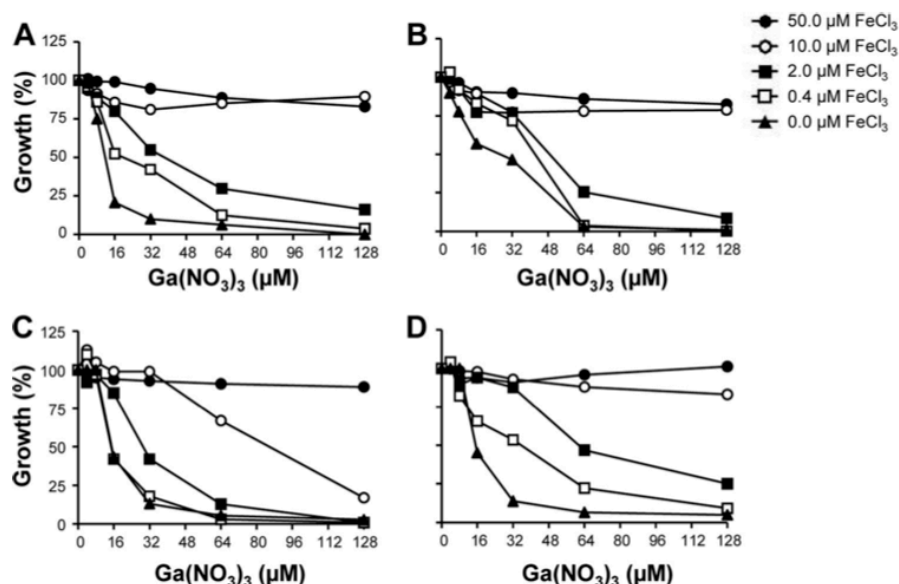 A
B
50.0 µM FeCl3
10.0 µM FeCl3
2.0 µM FeCl3
0.4 µM FeCl3
0.0 µM FeCl3
Growth (%)
125
100
75
50
25
0
0 16 32 48 64 80 96 112 128
0 16 32 48 64 80 96 112 128
Ga(NO3)3 (µM)
Ga(NO3)3 (µM)
C
D
Growth (%)
125
100
75
50
25
0
0 16 32 48 64 80 96 112 128
0 16 32 48 64 80 96 112 128
Ga(NO3)3 (µM)
Ga(NO3)3 (µM)